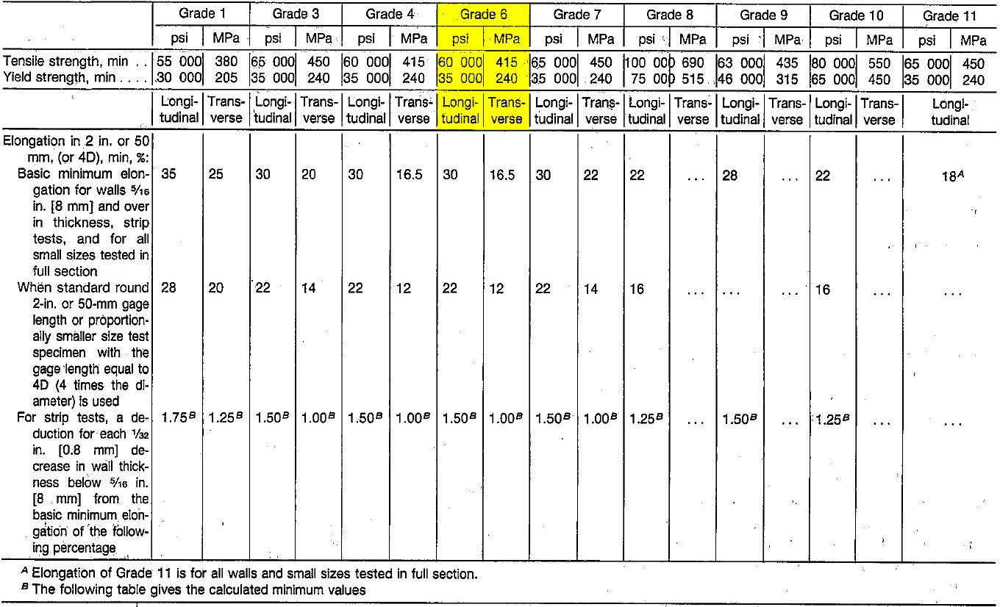 Grade 1 Grade 3 Grade 4 Grade 6 Grade 7 Grade 8 Grade 9 Grade 10 Grade 11
psi MPa psi MPa psi MPa psi MPa psi MPa psi MPa psi MPa psi MPa psi MPa
Tensile strength, min . . 55 000 380 65 000 450 60 000 415 60 000 415 65 000 450 100 000 690 63 000 435 80 000 550 65 000 450
Yield strength, min . . . . 30 000 205 35 000 240 35 000 240 35 000 240 35 000 240 75 000 515 46 000 315 65 000 450 35 000 240
Longi- Trans- Longi- Trans- Longi- Trans- Longi- Trans- Longi- Trans- Longi- Trans- Longi- Trans- Longi- Trans- Longi-
tudinal verse tudinal verse tudinal verse tudinal verse tudinal verse tudinal verse tudinal verse tudinal verse tudinal
Elongation in 2 in. or 50
mm, (or 4D), min, %:
Basic minimum elon- 35 25 30 20 30 16.5 30 16.5 30 22 22 ... 28 ... 22 ... 18ᴬ
gation for walls 5/16
in. [8 mm] and over
in thickness, strip
tests, and for all
small sizes tested in
full section
When standard round 28 20 22 14 22 12 22 12 22 14 16 ... ... ... 16 ... ...
2-in. or 50-mm gage
length or proportion-
ally smaller size test
specimen with the
gage length equal to
4D (4 times the di-
ameter) is used
For strip tests, a de- 1.75ᴮ 1.25ᴮ 1.50ᴮ 1.00ᴮ 1.50ᴮ 1.00ᴮ 1.50ᴮ 1.00ᴮ 1.50ᴮ 1.00ᴮ 1.25ᴮ ... 1.50ᴮ ... 1.25ᴮ ... ...
duction for each 1/32
in. [0.8 mm] de-
crease in wall thick-
ness below 5/16 in.
[8 mm] from the
basic minimum elon-
gation of the follow-
ing percentage
ᴬ Elongation of Grade 11 is for all walls and small sizes tested in full section.
ᴮ The following table gives the calculated minimum values